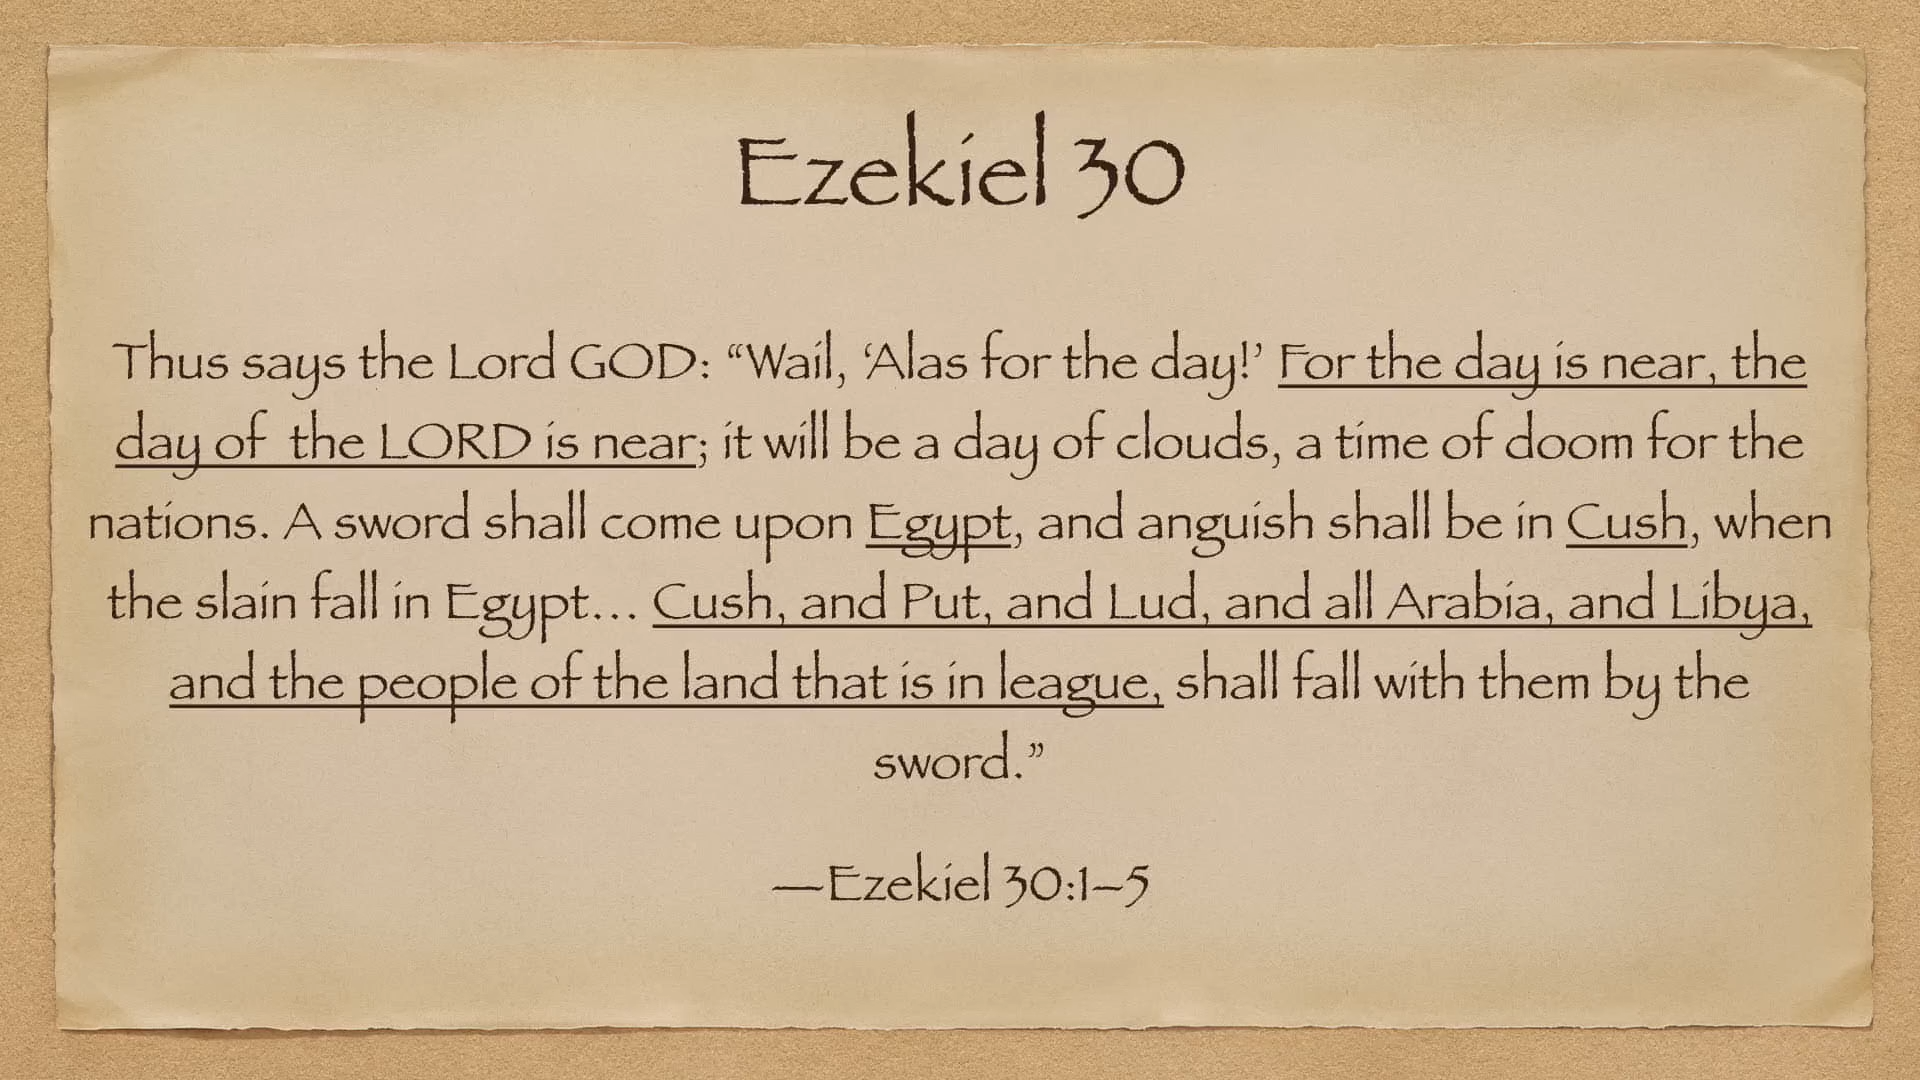 Ezekiel 30
Thus says the Lord GOD: “Wail, ‘Alas for the day!’ For the day is near, the
day of the LORD is near; it will be a day of clouds, a time of doom for the
nations. A sword shall come upon Egypt, and anguish shall be in Cush, when
the slain fall in Egypt… Cush, and Put, and Lud, and all Arabia, and Libya,
and the people of the land that is in league, shall fall with them by the
sword.”
—Ezekiel 30:1–5